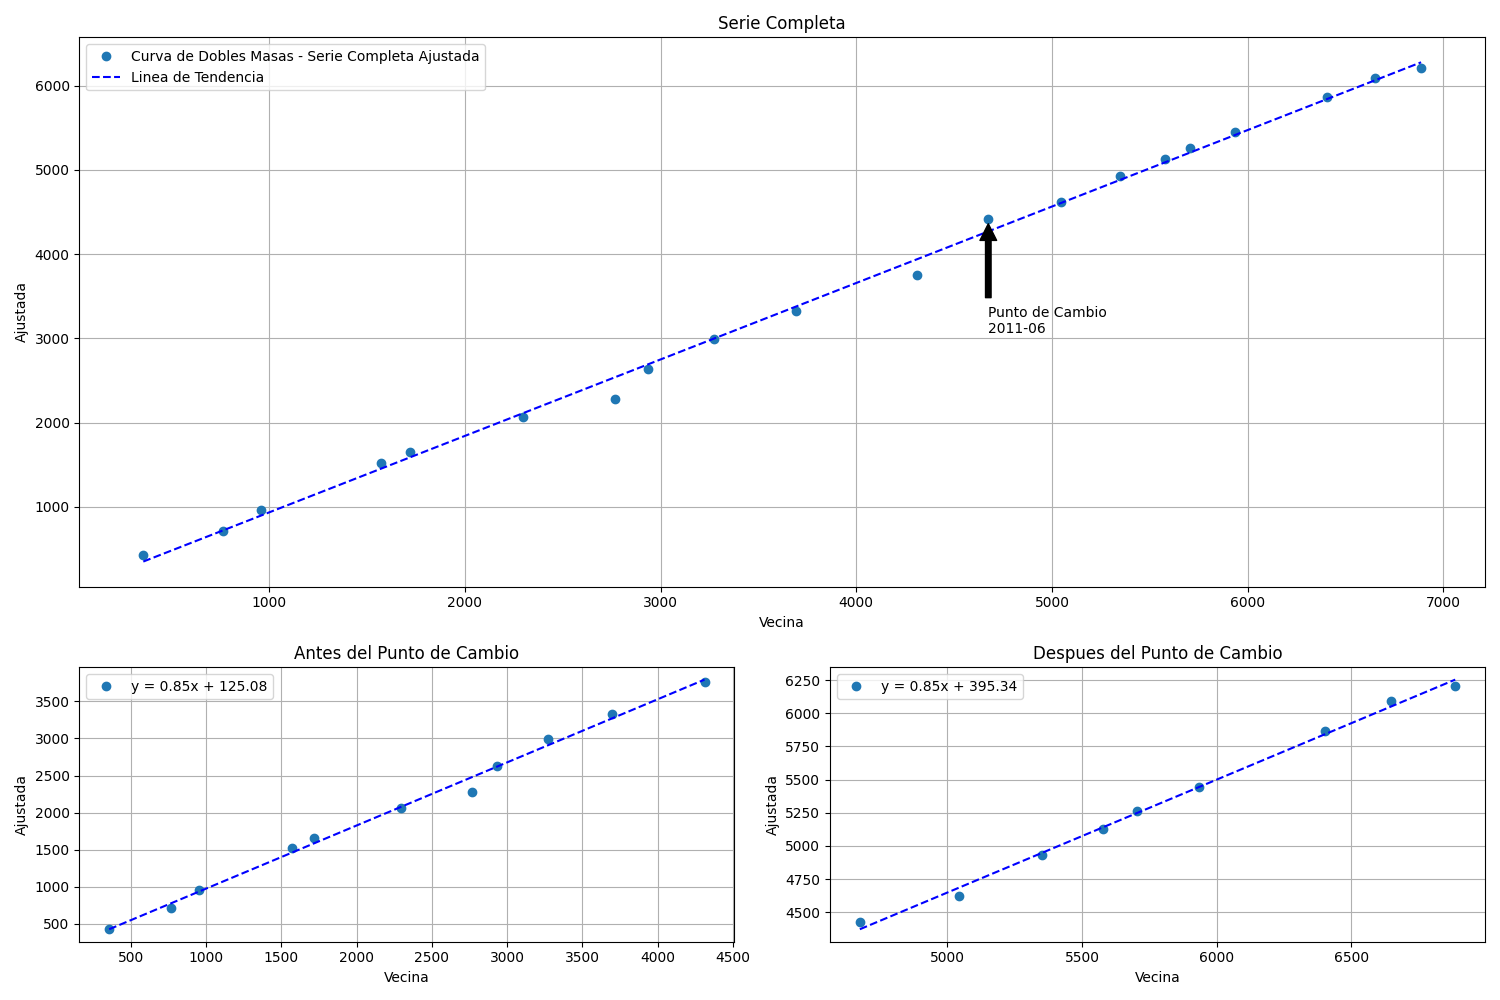 Serie Completa
Curva de Dobles Masas - Serie Completa Ajustada
Linea de Tendencia
6000
5000
4000
3000
2000
1000
Ajustada
Punto de Cambio
2011-06
1000 2000 3000 4000 5000 6000 7000
Vecina
Antes del Punto de Cambio
y = 0.85x + 125.08
3500
3000
2500
2000
1500
1000
500
Ajustada
500 1000 1500 2000 2500 3000 3500 4000 4500
Vecina
Despues del Punto de Cambio
y = 0.85x + 395.34
6250
6000
5750
5500
5250
5000
4750
4500
Ajustada
5000 5500 6000 6500
Vecina